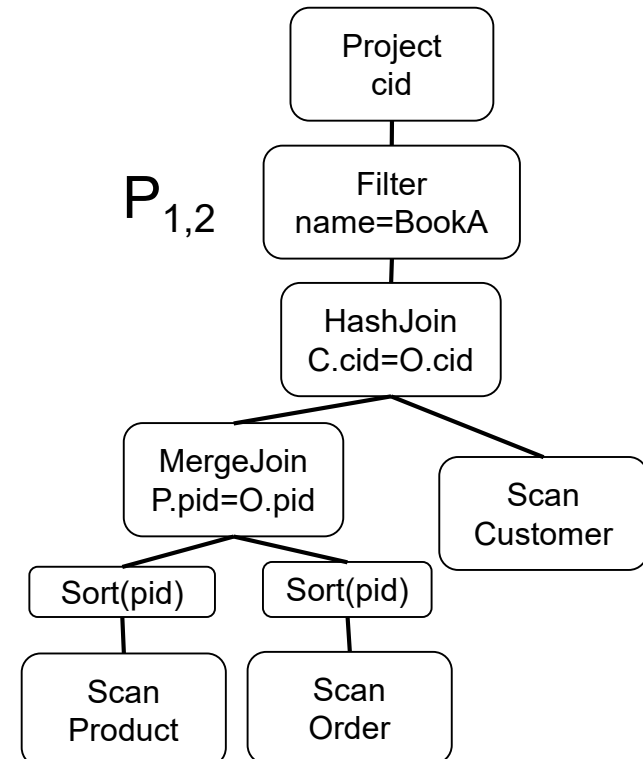 Project
cid
P1,2
Filter
name=BookA
HashJoin
C.cid=O.cid
MergeJoin
P.pid=O.pid
Scan
Customer
Sort(pid)
Sort(pid)
Scan
Product
Scan
Order